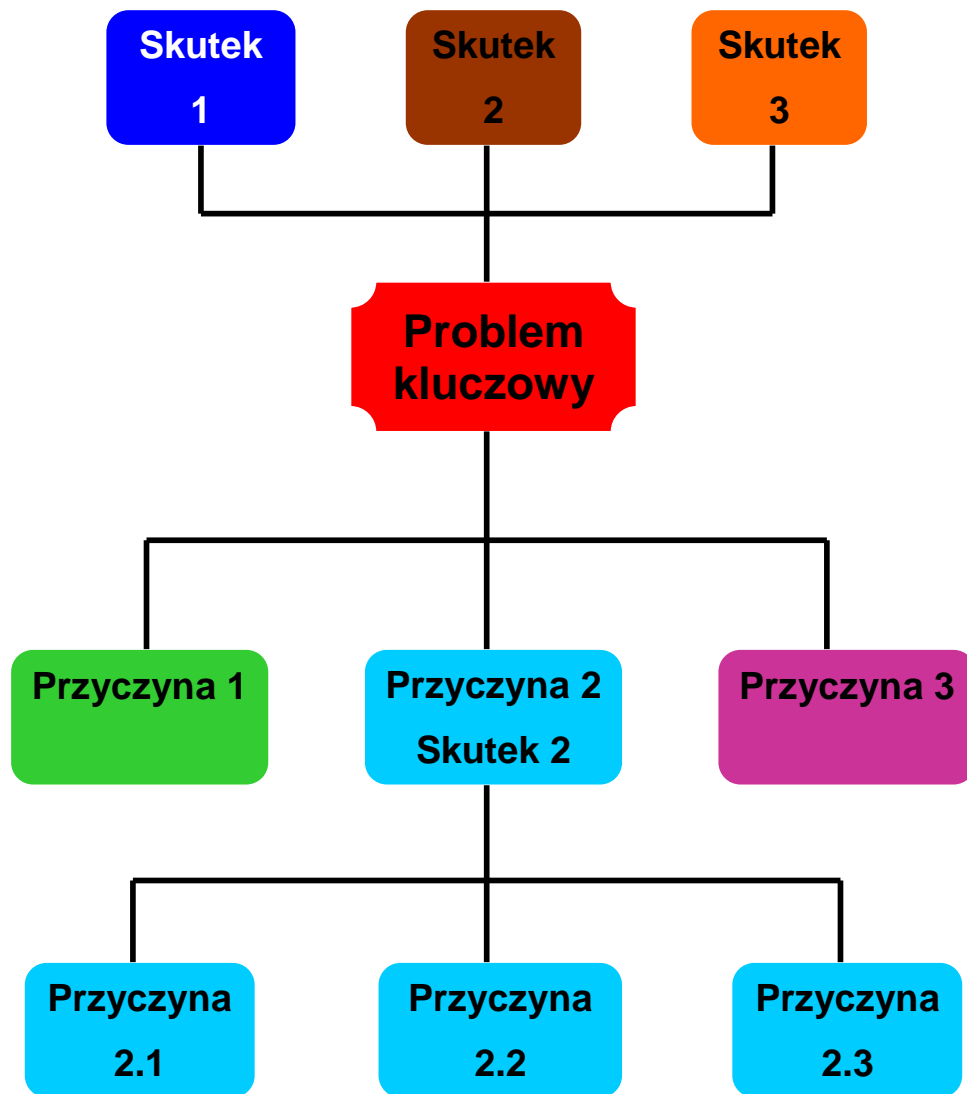 Skutek
1
Skutek
2
Skutek
3
Problem
kluczowy
Przyczyna 1
Przyczyna 2
Skutek 2
Przyczyna 3
Przyczyna
2.1
Przyczyna
2.2
Przyczyna
2.3